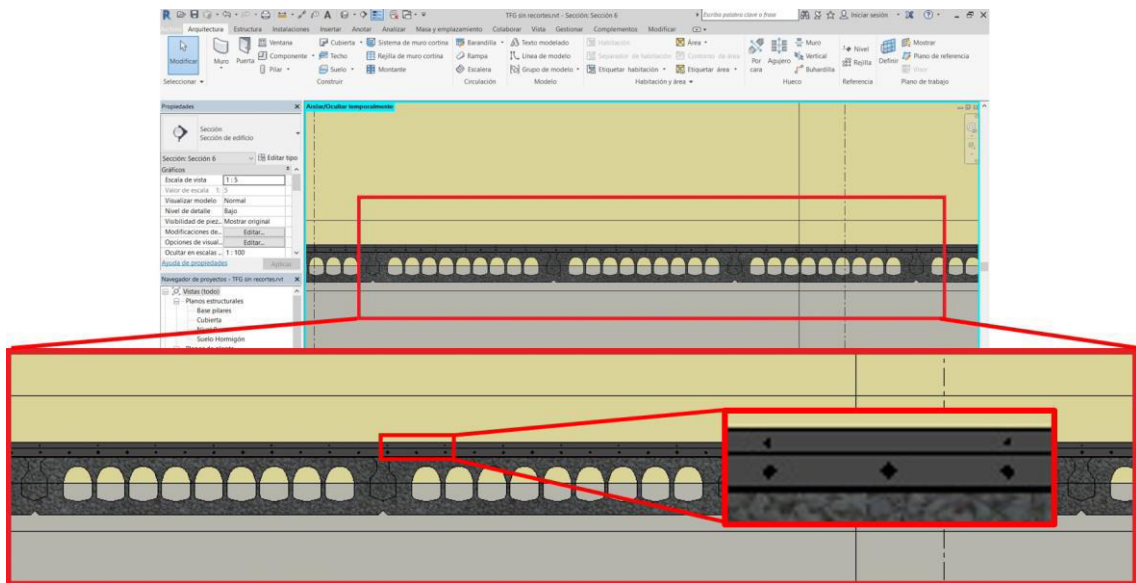 TFG sin recortes.rvt - Sección: Sección 6
Escriba palabra clave o frase
Iniciar sesión
Arquitectura Estructura Instalaciones Insertar Anotar Analizar Masa y emplazamiento Colaborar Vista Gestionar Complementos Modificar
Modificar
Muro
Puerta
Ventana
Componente
Pilar
Cubierta
Techo
Suelo
Sistema de muro cortina
Rejilla de muro cortina
Montante
Barandilla
Rampa
Escalera
Texto modelado
Línea de modelo
Grupo de modelo
Habitación
Separador de habitación
Etiquetar habitación
Área
Contorno de área
Etiquetar área
Por cara
Agujero
Muro
Vertical
Buhardilla
Nivel
Rejilla
Definir
Mostrar
Plano de referencia
Visor
Seleccionar
Construir
Circulación
Modelo
Habitación y área
Hueco
Referencia
Plano de trabajo
Propiedades
Aislar/Ocultar temporalmente
Sección
Sección de edificio
Sección: Sección 6
Editar tipo
Gráficos
Escala de vista 1 : 5
Valor de escala 1: 5
Visualizar modelo Normal
Nivel de detalle Bajo
Visibilidad de piez... Mostrar original
Modificaciones de... Editar...
Opciones de visual... Editar...
Ocultar en escalas ... 1 : 100
Ayuda de propiedades Aplicar
Navegador de proyectos - TFG sin recortes.rvt
Vistas (todo)
Planos estructurales
Base pilares
Cubierta
Suelo Hormigón